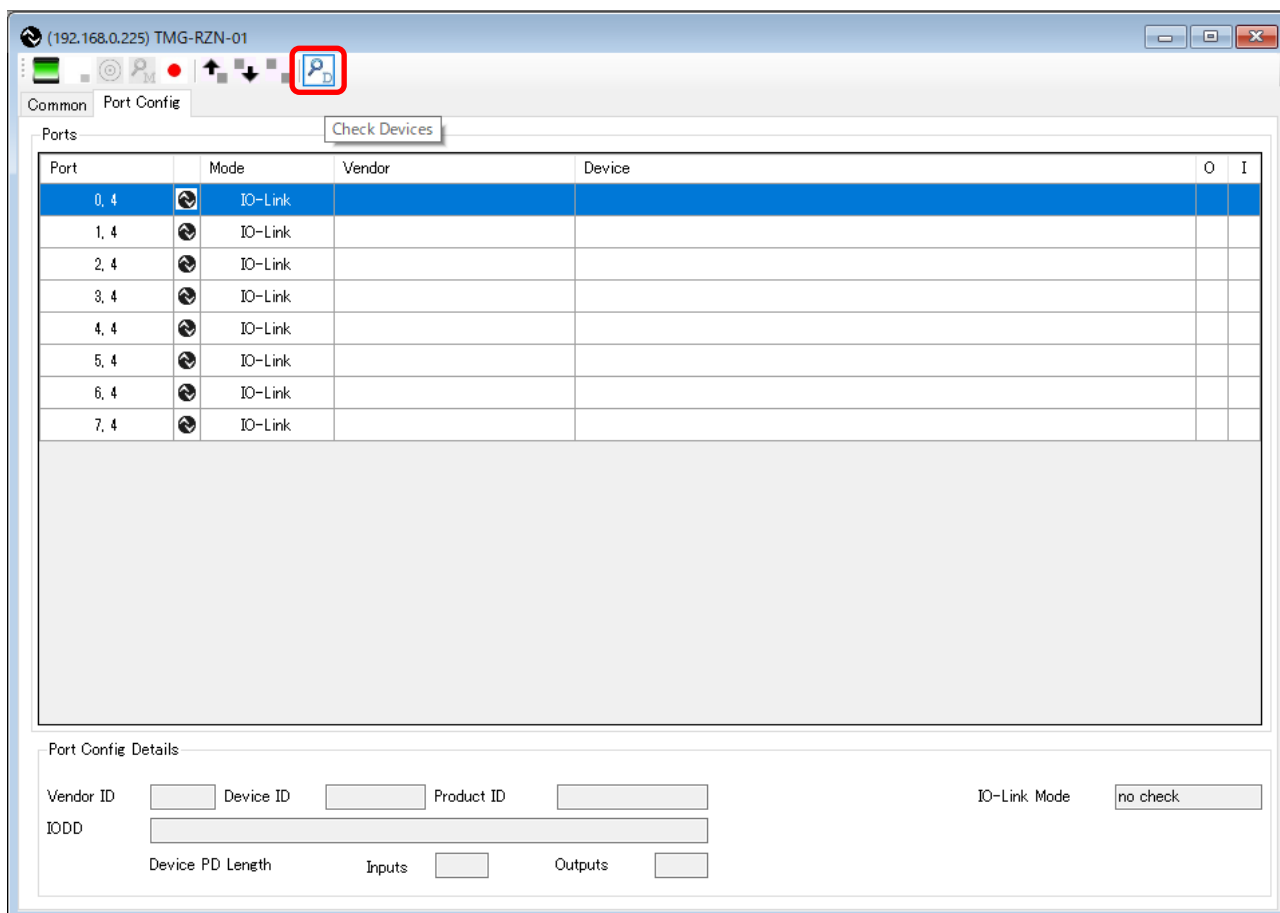 (192.168.0.225) TMG-RZN-01
M
D
Common Port Config
Check Devices
Ports
Port Mode Vendor Device O I
0, 4 IO-Link
1, 4 IO-Link
2, 4 IO-Link
3, 4 IO-Link
4, 4 IO-Link
5, 4 IO-Link
6, 4 IO-Link
7, 4 IO-Link
Port Config Details
Vendor ID Device ID Product ID IO-Link Mode no check
IODD
Device PD Length Inputs Outputs